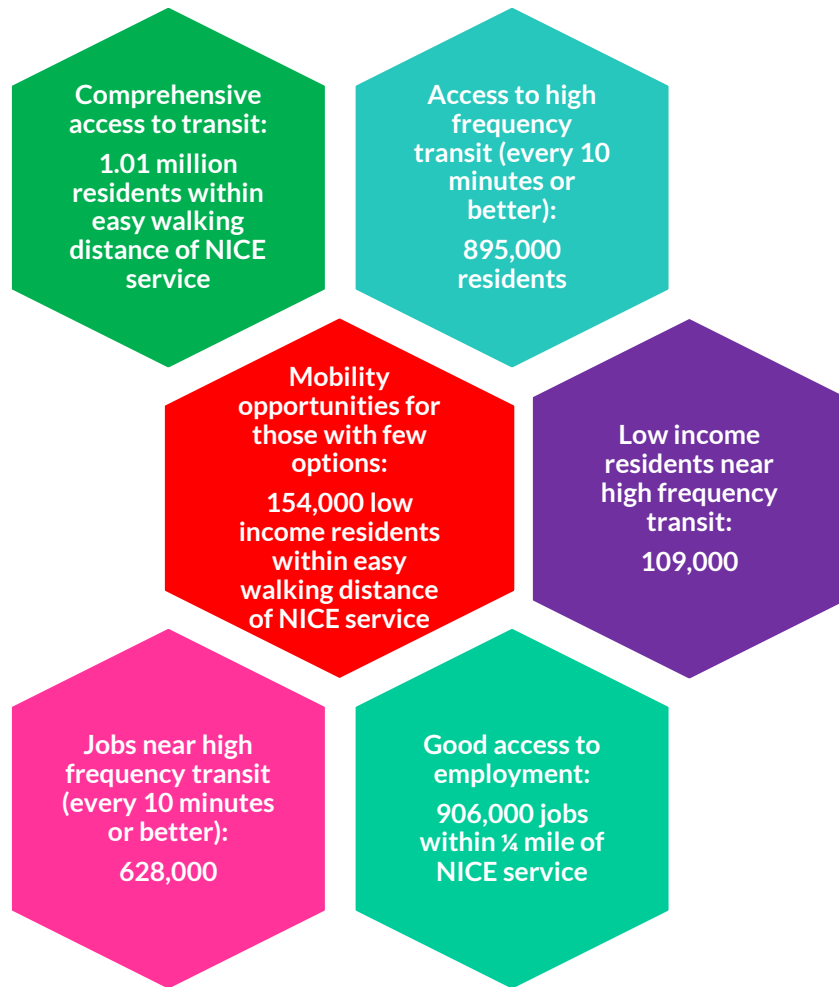 Comprehensive
access to transit:
1.01 million
residents within
easy walking
distance of NICE
service
Access to high
frequency
transit (every 10
minutes or
better):
895,000
residents
Mobility
opportunities for
those with few
options:
154,000 low
income residents
within easy
walking distance
of NICE service
Low income
residents near
high frequency
transit:
109,000
Jobs near high
frequency transit
(every 10 minutes
or better):
628,000
Good access to
employment:
906,000 jobs
within ¼ mile of
NICE service